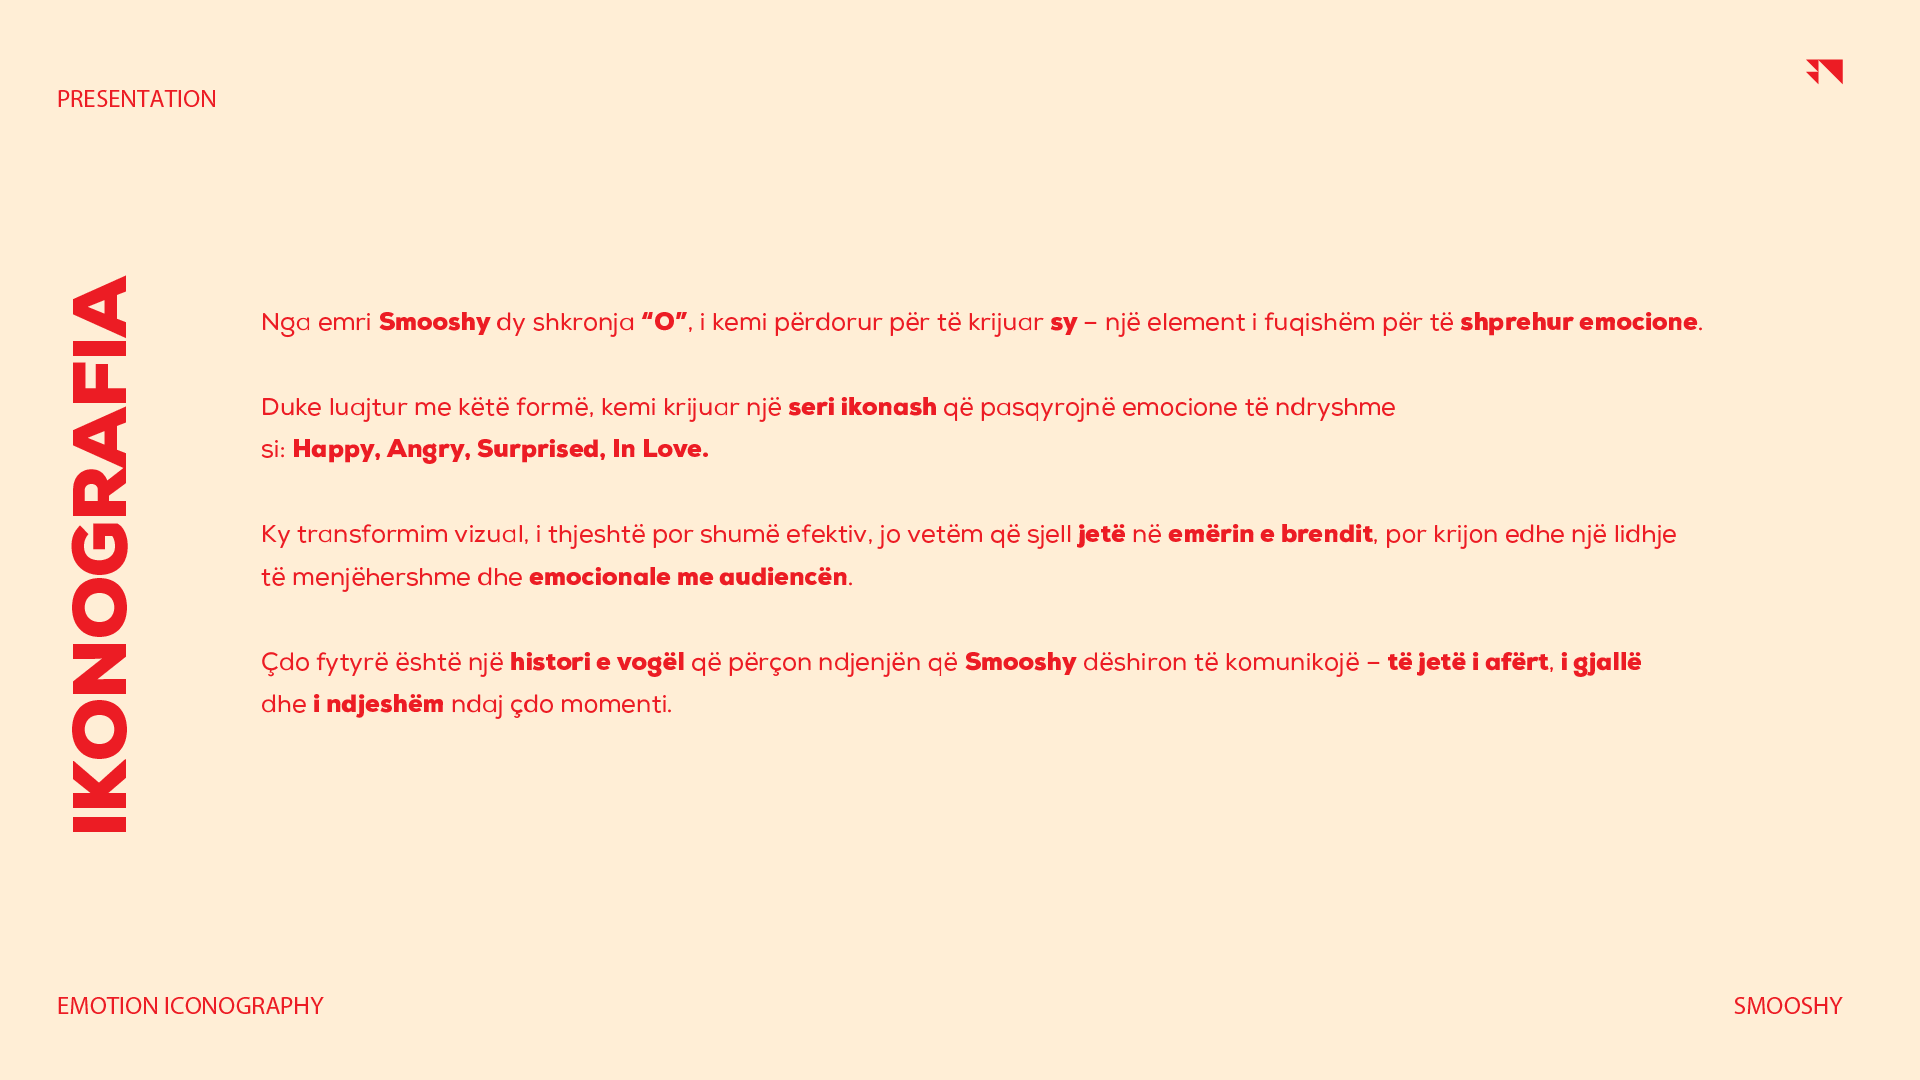 PRESENTATION
IKONOGRAFIA
Nga emri Smooshy dy shkronja “O”, i kemi përdorur për të krijuar sy – një element i fuqishëm për të shprehur emocione.
Duke luajtur me këtë formë, kemi krijuar një seri ikonash që pasqyrojnë emocione të ndryshme
si: Happy, Angry, Surprised, In Love.
Ky transformim vizual, i thjeshtë por shumë efektiv, jo vetëm që sjell jetë në emërin e brendit, por krijon edhe një lidhje
të menjëhershme dhe emocionale me audiencën.
Çdo fytyrë është një histori e vogël që përçon ndjenjën që Smooshy dëshiron të komunikojë – të jetë i afërt, i gjallë
dhe i ndjeshëm ndaj çdo momenti.
EMOTION ICONOGRAPHY
SMOOSHY